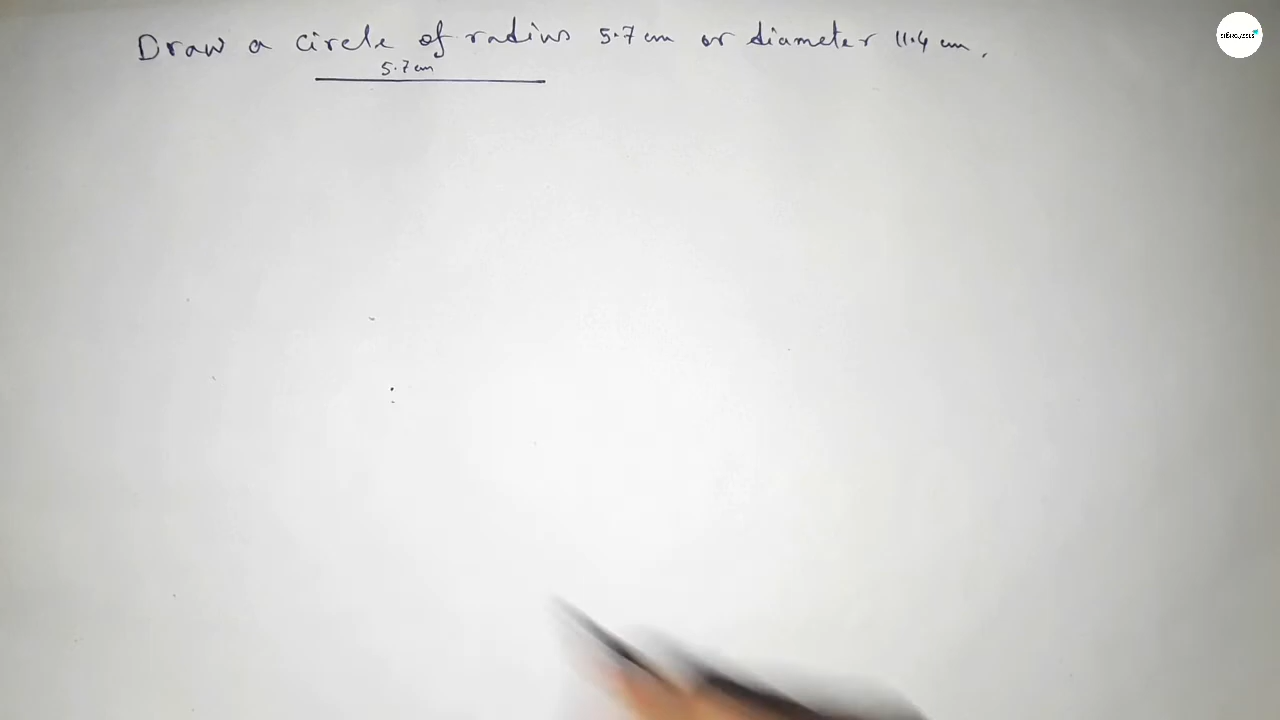 Draw a circle of radius 5.7 cm or diameter 11.4 cm.
5.7 cm